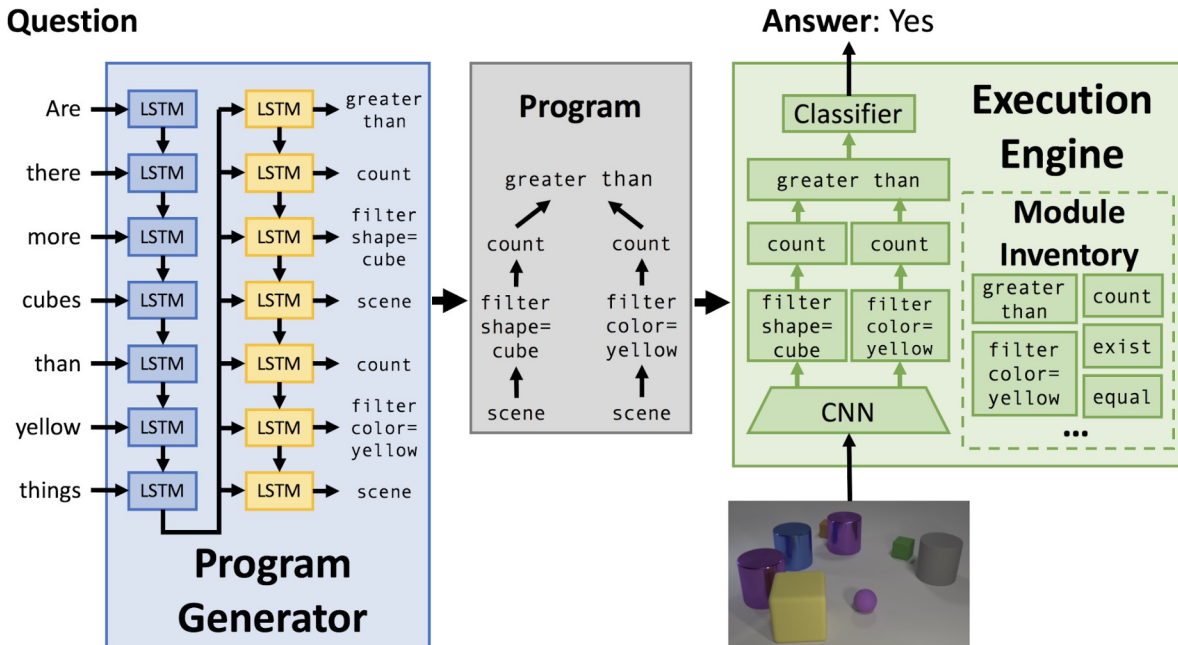 Question
Are
there
more
cubes
than
yellow
things
LSTM
LSTM
LSTM
LSTM
LSTM
LSTM
LSTM
LSTM
LSTM
LSTM
LSTM
LSTM
LSTM
LSTM
greater
than
count
filter
shape=
cube
scene
count
filter
color=
yellow
scene
Program
Generator
Program
greater than
count
count
filter
shape=
cube
filter
color=
yellow
scene
scene
Answer: Yes
Execution
Engine
Classifier
greater than
count
count
filter
shape=
cube
filter
color=
yellow
CNN
Module
Inventory
greater
than
count
filter
color=
yellow
exist
equal
...